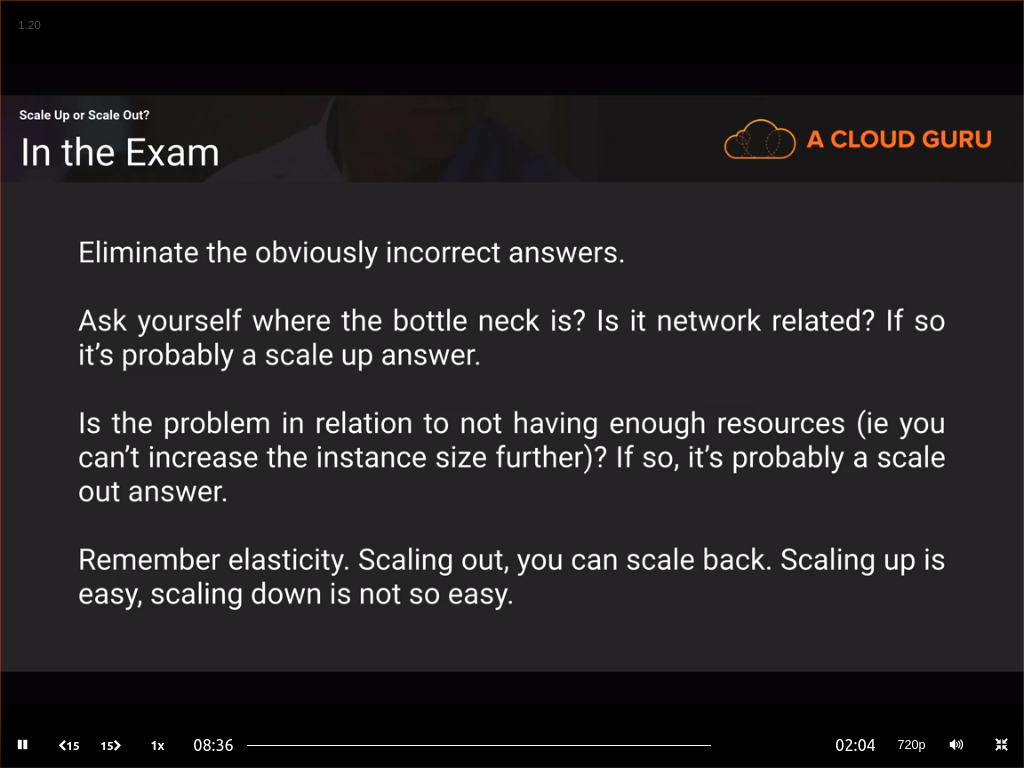 1.20
Scale Up or Scale Out?
In the Exam
A CLOUD GURU
Eliminate the obviously incorrect answers.
Ask yourself where the bottle neck is? Is it network related? If so
it’s probably a scale up answer.
Is the problem in relation to not having enough resources (ie you
can’t increase the instance size further)? If so, it’s probably a scale
out answer.
Remember elasticity. Scaling out, you can scale back. Scaling up is
easy, scaling down is not so easy.
15 15 1x 08:36 02:04 720p